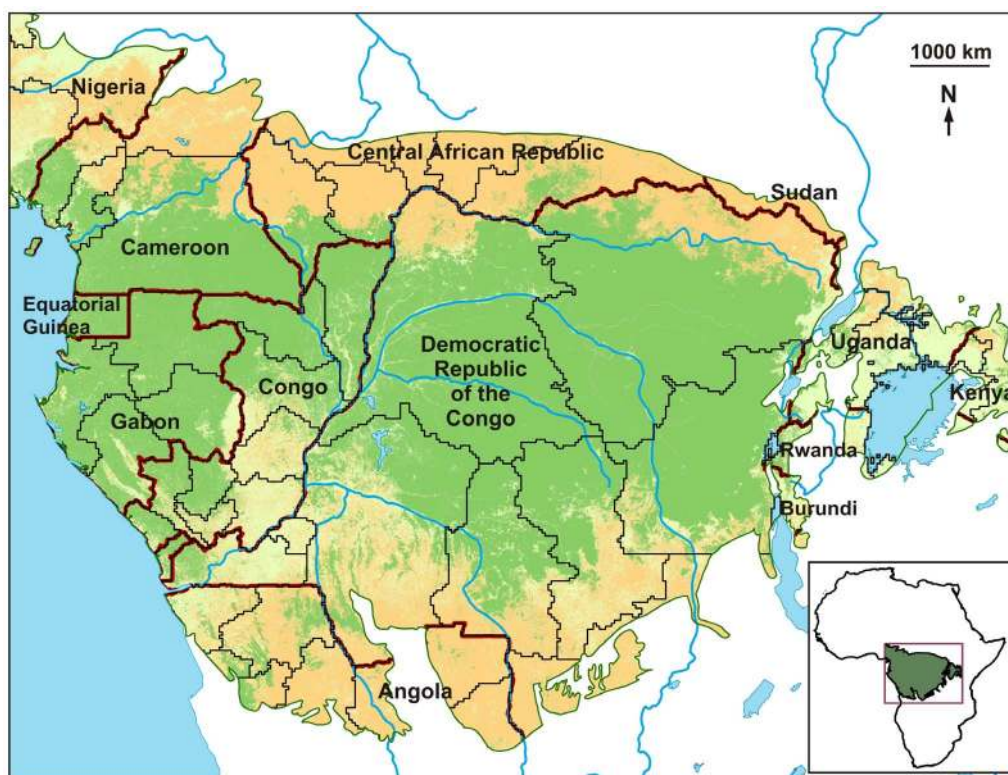 1000 km
N
Nigeria
Central African Republic
Sudan
Cameroon
Equatorial
Guinea
Democratic
Republic
of the
Congo
Uganda
Congo
Kenya
Gabon
Rwanda
Burundi
Angola